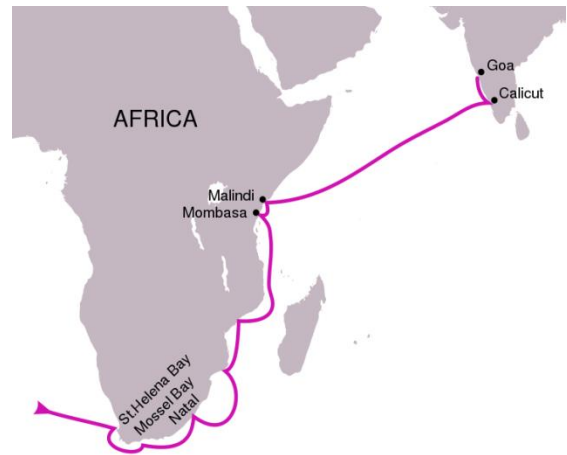 Goa
Calicut
AFRICA
Malindi
Mombasa
St.Helena Bay
Mossel Bay
Natal